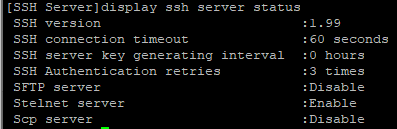 [SSH Server]display ssh server status
SSH version :1.99
SSH connection timeout :60 seconds
SSH server key generating interval :0 hours
SSH Authentication retries :3 times
SFTP server :Disable
Stelnet server :Enable
Scp server :Disable